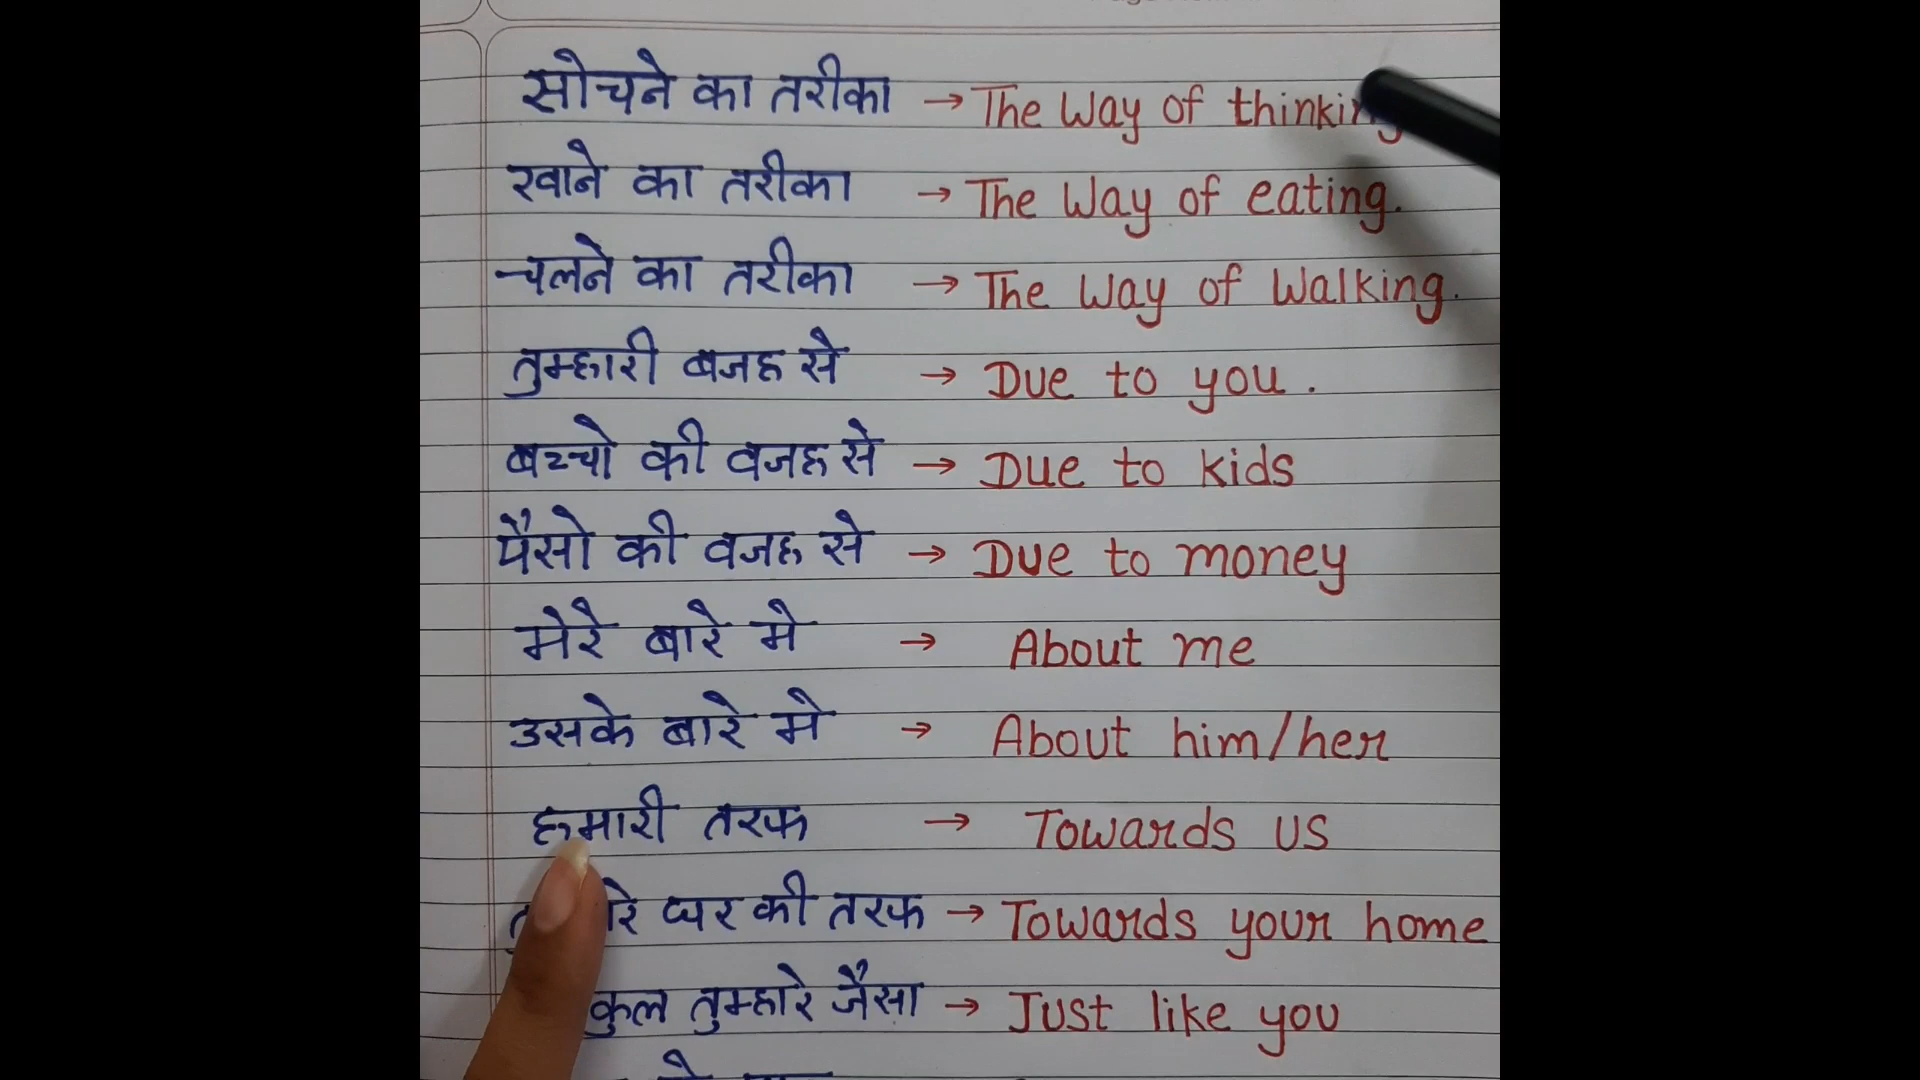 सोचने का तरीका → The Way of thinking
खाने का तरीका → The Way of eating.
चलने का तरीका → The Way of Walking.
तुम्हारी बजह से → Due to you.
बच्चो की वजह से → Due to kids
पैसो की वजह से → Due to money
मेरे बारे मे → About me
उसके बारे मे → About him/her
हमारी तरफ → Towards us
घर की तरफ → Towards your home
तुम्हारे जैसा → Just like you